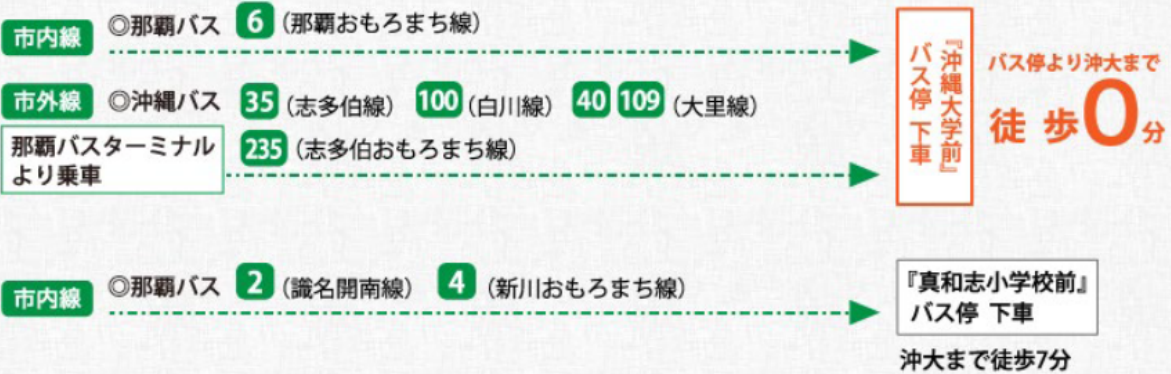 市内線 ◎那覇バス 6 (那覇おもろまち線)
市外線 ◎沖縄バス 35 (志多伯線) 100 (白川線) 40 109 (大里線)
那覇バスターミナル
より乗車
235 (志多伯おもろまち線)
『沖縄大学前』
バス停 下車
バス停より沖大まで
徒歩0分
市内線 ◎那覇バス 2 (識名開南線) 4 (新川おもろまち線)
『真和志小学校前』
バス停 下車
沖大まで徒歩7分